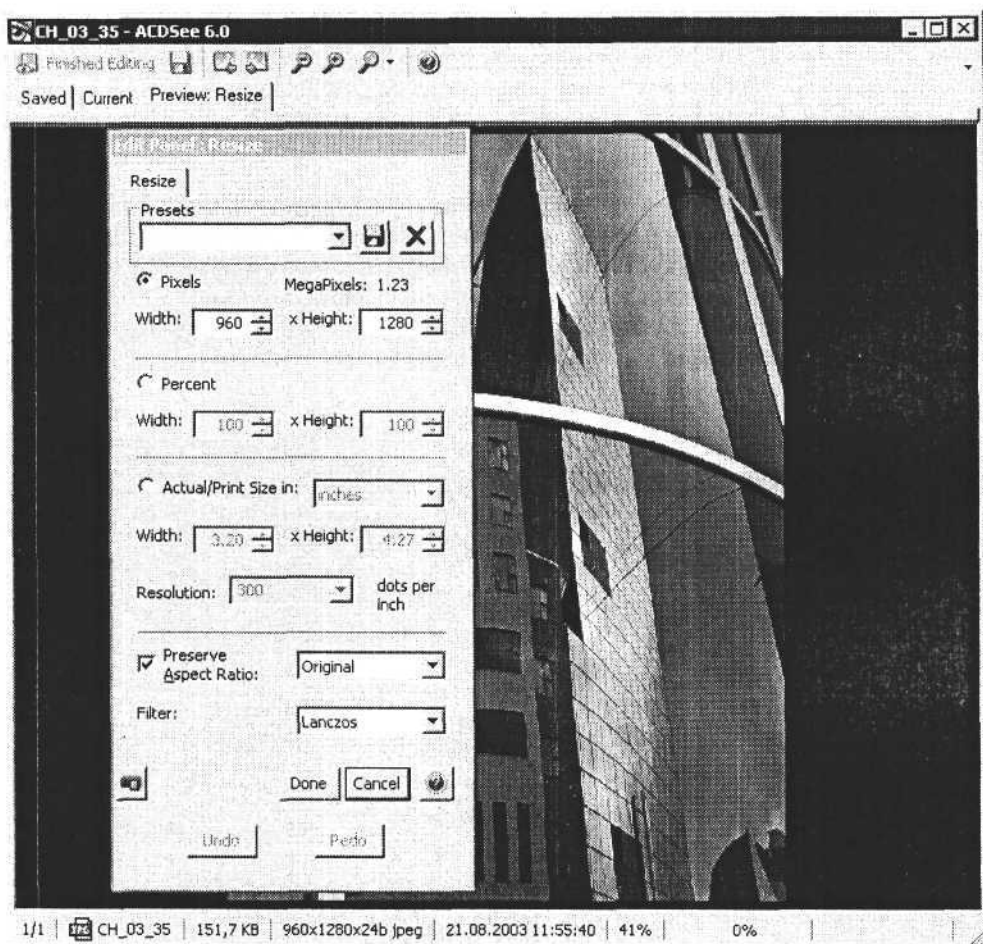 CH_03_35 - ACDSee 6.0
Finished Editing
Saved Current Preview: Resize
Edit Panel : Resize
Resize
Presets
Pixels MegaPixels: 1.23
Width: 960 x Height: 1280
Percent
Width: 100 x Height: 100
Actual/Print Size in: inches
Width: 3.20 x Height: 4.27
Resolution: 300 dots per
inch
Preserve
Aspect Ratio: Original
Filter: Lanczos
Done Cancel
Undo Redo
1/1 CH_03_35 151,7 KB 960x1280x24b jpeg 21.08.2003 11:55:40 41% 0%